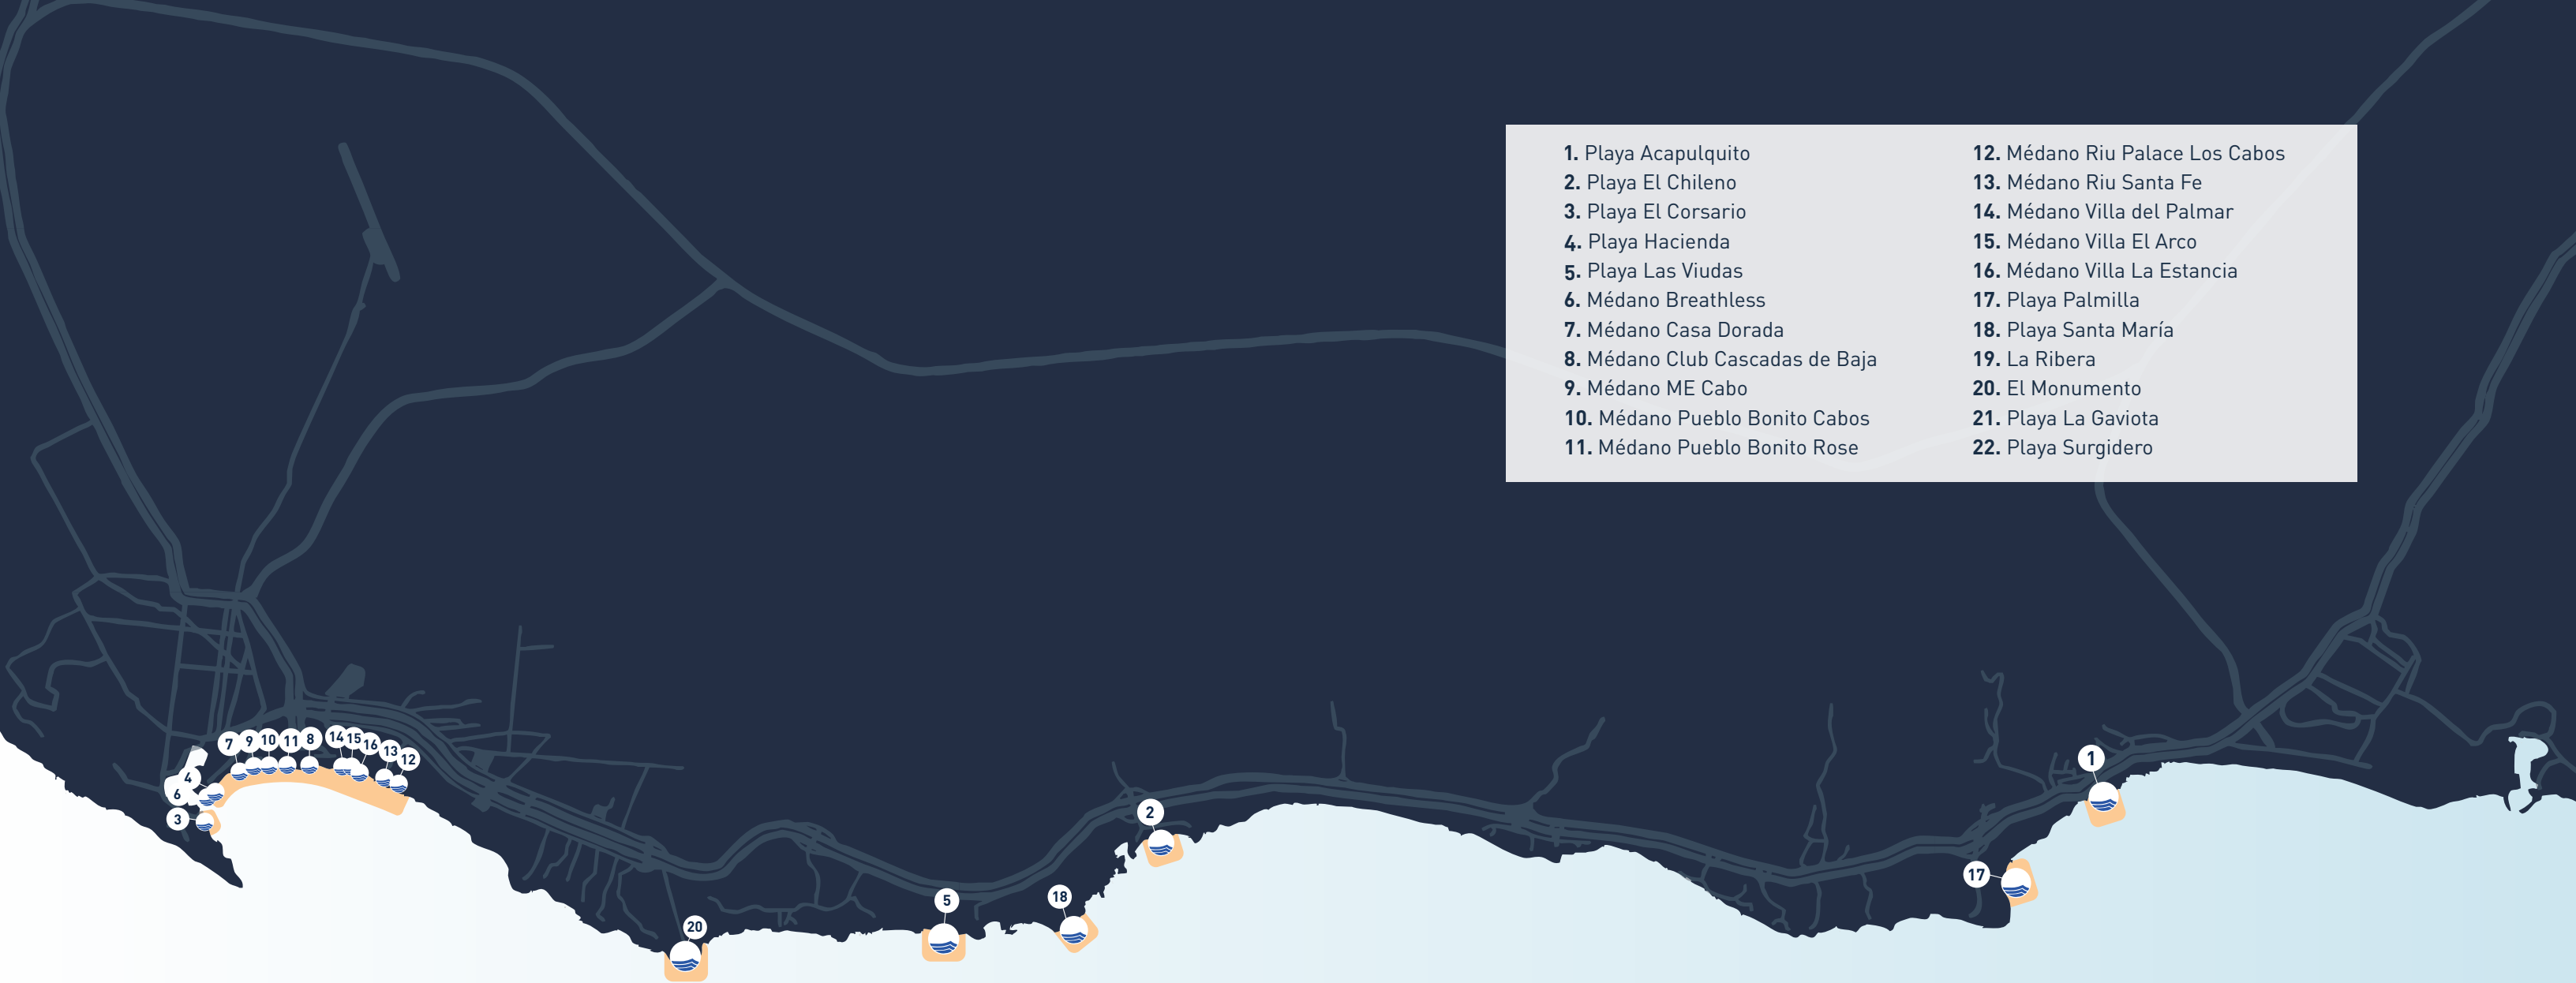 1. Playa Acapulquito
2. Playa El Chileno
3. Playa El Corsario
4. Playa Hacienda
5. Playa Las Viudas
6. Médano Breathless
7. Médano Casa Dorada
8. Médano Club Cascadas de Baja
9. Médano ME Cabo
10. Médano Pueblo Bonito Cabos
11. Médano Pueblo Bonito Rose
12. Médano Riu Palace Los Cabos
13. Médano Riu Santa Fe
14. Médano Villa del Palmar
15. Médano Villa El Arco
16. Médano Villa La Estancia
17. Playa Palmilla
18. Playa Santa María
19. La Ribera
20. El Monumento
21. Playa La Gaviota
22. Playa Surgidero
7 9 10 11 8 14 15 16 13 12
4
6
3
20
5
18
2
17
1